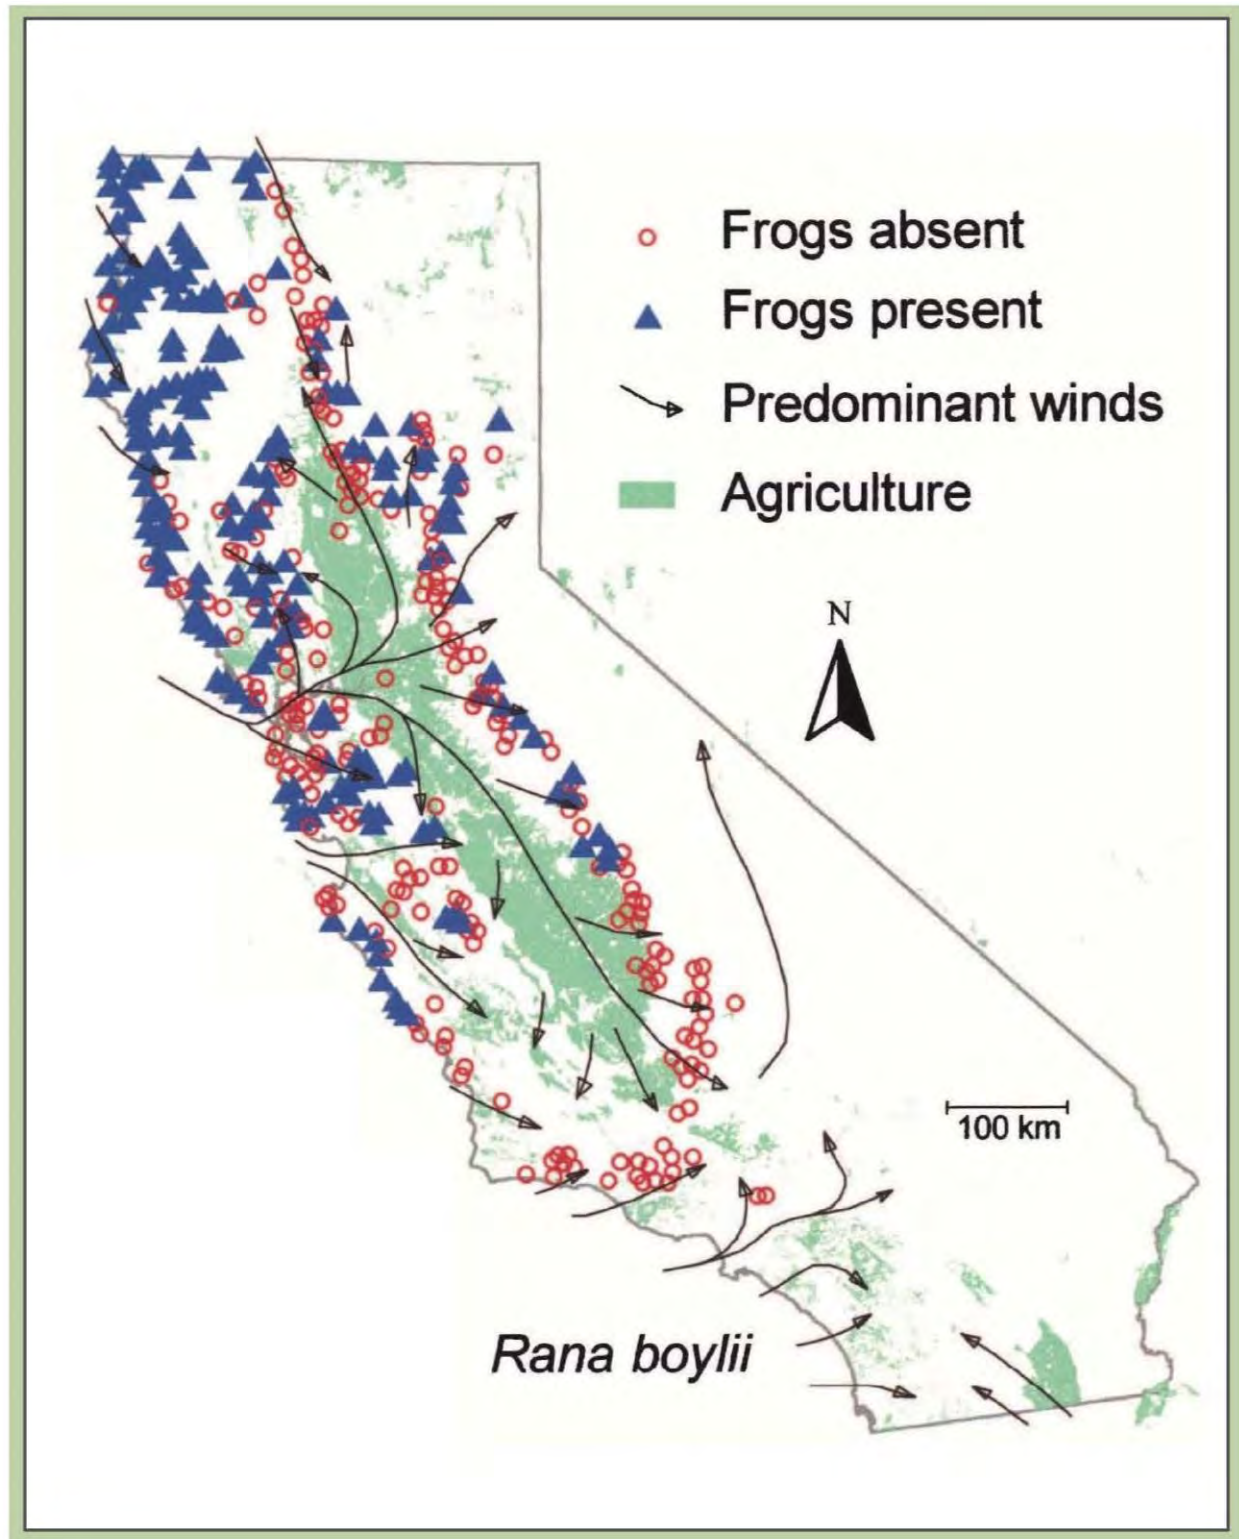 Frogs absent
Frogs present
Predominant winds
Agriculture
N
100 km
Rana boylii